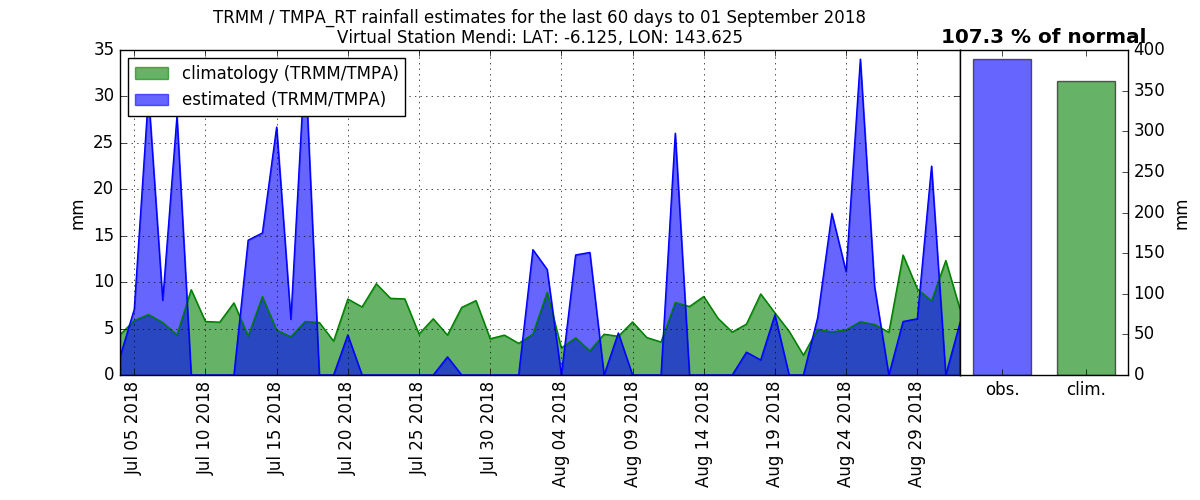 TRMM / TMPA_RT rainfall estimates for the last 60 days to 01 September 2018
Virtual Station Mendi: LAT: -6.125, LON: 143.625
107.3 % of normal
climatology (TRMM/TMPA)
estimated (TRMM/TMPA)
35
30
25
20
15
10
5
0
mm
Jul 05 2018
Jul 10 2018
Jul 15 2018
Jul 20 2018
Jul 25 2018
Jul 30 2018
Aug 04 2018
Aug 09 2018
Aug 14 2018
Aug 19 2018
Aug 24 2018
Aug 29 2018
obs.
clim.
400
350
300
250
200
150
100
50
0
mm